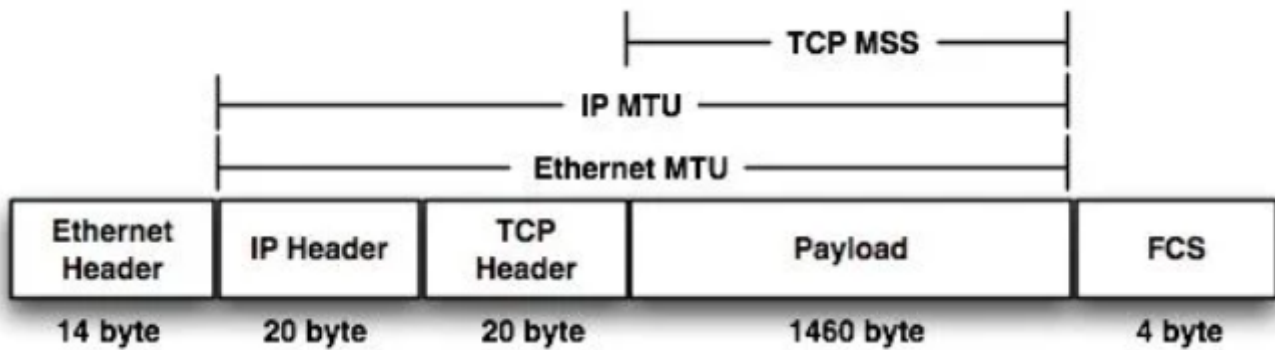 TCP MSS
IP MTU
Ethernet MTU
Ethernet
Header
IP Header
TCP
Header
Payload
FCS
14 byte
20 byte
20 byte
1460 byte
4 byte